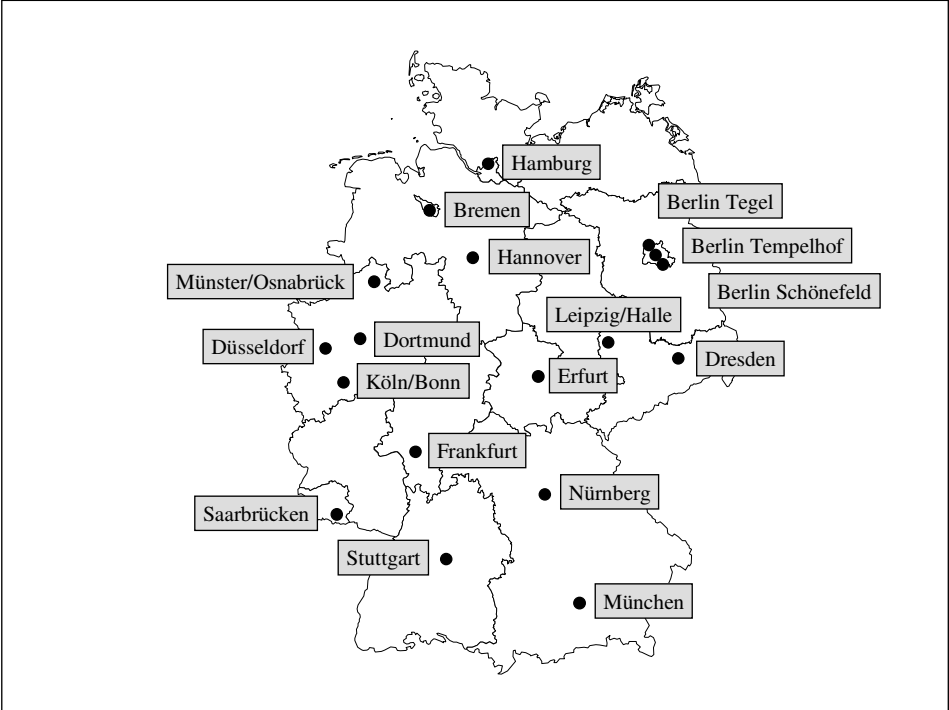 Hamburg
Berlin Tegel
Bremen
Berlin Tempelhof
Hannover
Münster/Osnabrück
Berlin Schönefeld
Leipzig/Halle
Dortmund
Düsseldorf
Dresden
Erfurt
Köln/Bonn
Frankfurt
Nürnberg
Saarbrücken
Stuttgart
München